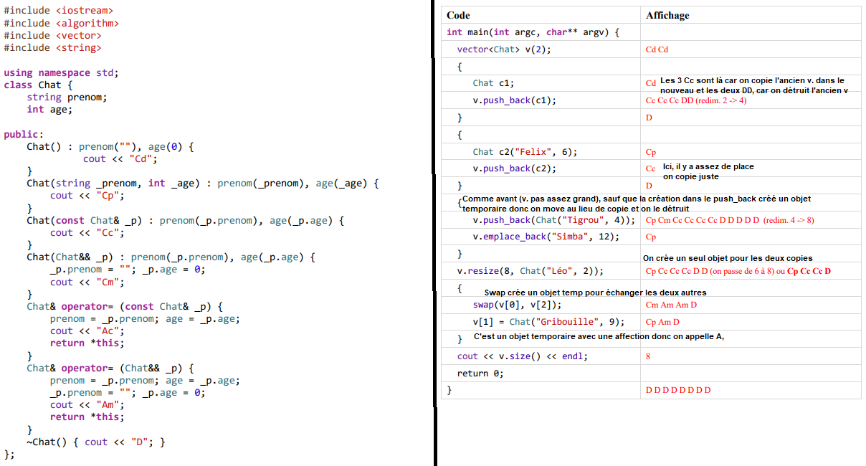 #include <iostream>
#include <algorithm>
#include <vector>
#include <string>
using namespace std;
class Chat {
string prenom;
int age;
public:
Chat() : prenom(""), age(0) {
cout << "Cd";
}
Chat(string _prenom, int _age) : prenom(_prenom), age(_age) {
cout << "Cp";
}
Chat(const Chat& _p) : prenom(_p.prenom), age(_p.age) {
cout << "Cc";
}
Chat(Chat&& _p) : prenom(_p.prenom), age(_p.age) {
_p.prenom = ""; _p.age = 0;
cout << "Cm";
}
Chat& operator= (const Chat& _p) {
prenom = _p.prenom; age = _p.age;
cout << "Ac";
return *this;
}
Chat& operator= (Chat&& _p) {
prenom = _p.prenom; age = _p.age;
_p.prenom = ""; _p.age = 0;
cout << "Am";
return *this;
}
~Chat() { cout << "D"; }
};
Code Affichage
int main(int argc, char** argv) {
vector<Chat> v(2); Cd Cd
{
Chat c1; Cd Les 3 Cc sont là car on copie l'ancien v. dans le
nouveau et les deux DD, car on détruit l'ancien v
v.push_back(c1); Cc Cc Cc DD (redim. 2 -> 4)
} D
{
Chat c2("Felix", 6); Cp
v.push_back(c2); Cc Ici, il y a assez de place
on copie juste
} D
{ Comme avant (v. pas assez grand), sauf que la création dans le push_back créé un objet
temporaire donc on move au lieu de copie et on le détruit
v.push_back(Chat("Tigrou", 4)); Cp Cm Cc Cc Cc Cc D D D D D (redim. 4 -> 8)
v.emplace_back("Simba", 12); Cp
}
On crée un seul objet pour les deux copies
v.resize(8, Chat("Léo", 2)); Cp Cc Cc Cc D D (on passe de 6 à 8) ou Cp Cc Cc D
{ Swap crée un objet temp pour échanger les deux autres
swap(v[0], v[2]); Cm Am Am D
v[1] = Chat("Gribouille", 9); Cp Am D
} C'est un objet temporaire avec une affection donc on appelle A,
cout << v.size() << endl; 8
return 0;
} D D D D D D D D